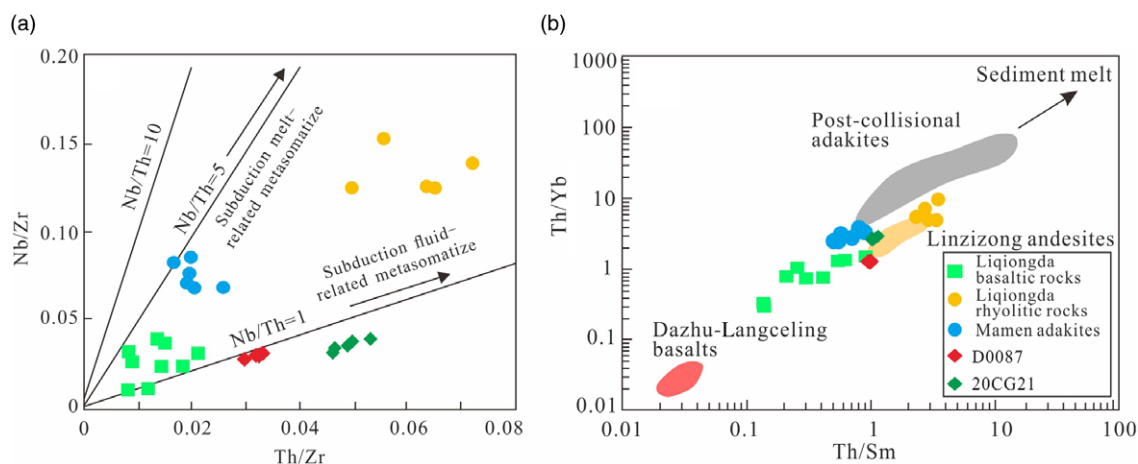 (a)
0.20
0.15
0.10
0.05
0
Nb/Zr
0
0.02
0.04
0.06
0.08
Th/Zr
Nb/Th=10
Nb/Th=5
Subduction melt–
related metasomatize
Subduction fluid–
related metasomatize
Nb/Th=1
(b)
1000
100
10
1
0.1
0.01
Th/Yb
0.01
0.1
1
10
100
Th/Sm
Sediment melt
Post-collisional
adakites
Linzizong andesites
Dazhu-Langceling
basalts
Liqiongda
basaltic rocks
Liqiongda
rhyolitic rocks
Mamen adakites
D0087
20CG21